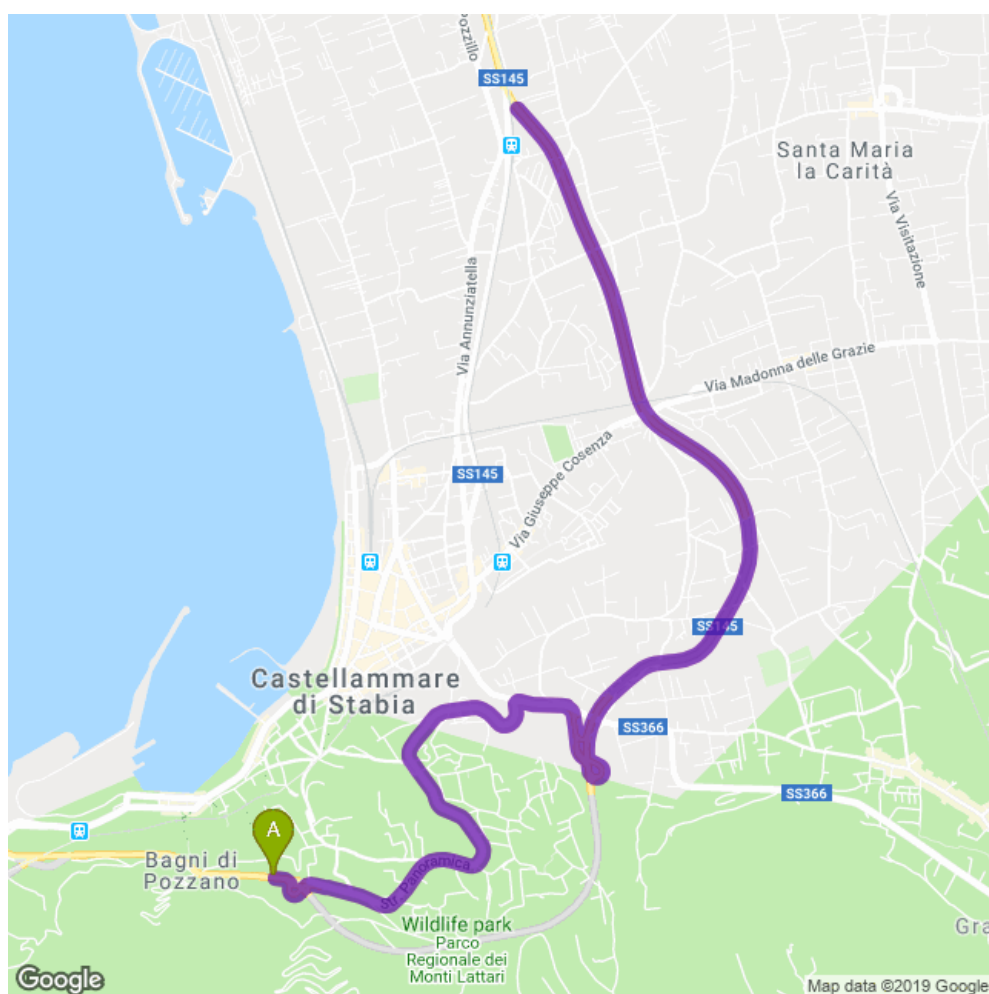 Pozzillo
SS145
Santa Maria
la Carità
Via Visitazione
Via Annunziatella
Via Madonna delle Grazie
SS145
Via Giuseppe Cosenza
SS145
Castellammare
di Stabia
SS366
SS366
A
Bagni di
Pozzano
Str. Panoramica
Wildlife park
Parco
Regionale dei
Monti Lattari
Gra
Google
Map data ©2019 Google